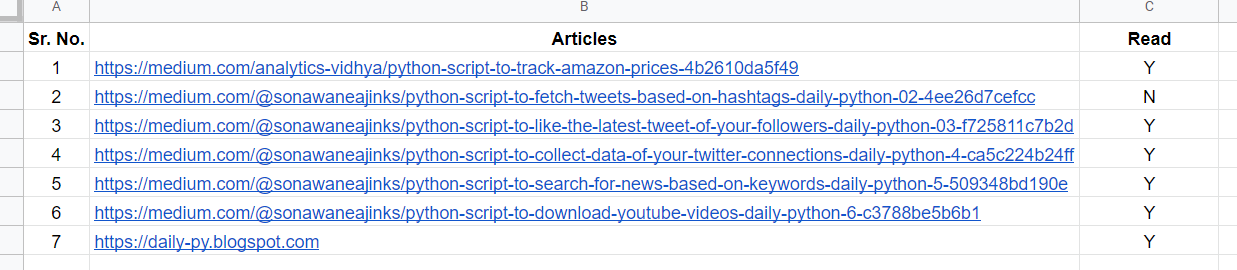 A B C
Sr. No. Articles Read
1 https://medium.com/analytics-vidhya/python-script-to-track-amazon-prices-4b2610da5f49 Y
2 https://medium.com/@sonawaneajinks/python-script-to-fetch-tweets-based-on-hashtags-daily-python-02-4ee26d7cefcc N
3 https://medium.com/@sonawaneajinks/python-script-to-like-the-latest-tweet-of-your-followers-daily-python-03-f725811c7b2d Y
4 https://medium.com/@sonawaneajinks/python-script-to-collect-data-of-your-twitter-connections-daily-python-4-ca5c224b24ff Y
5 https://medium.com/@sonawaneajinks/python-script-to-search-for-news-based-on-keywords-daily-python-5-509348bd190e Y
6 https://medium.com/@sonawaneajinks/python-script-to-download-youtube-videos-daily-python-6-c3788be5b6b1 Y
7 https://daily-py.blogspot.com Y